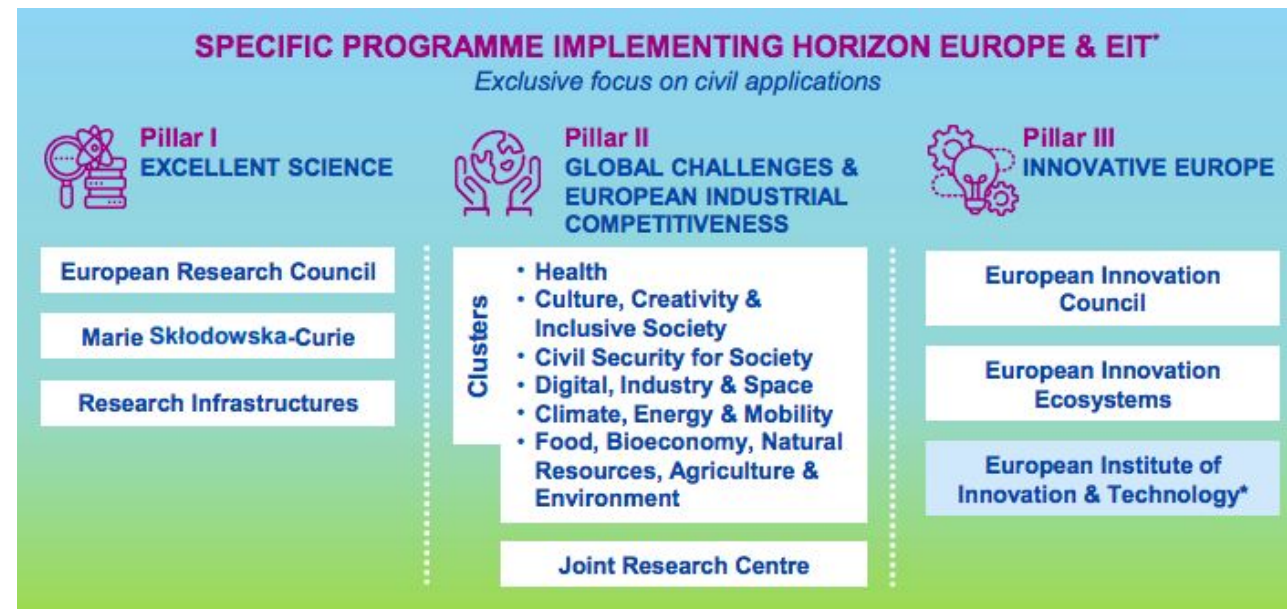 SPECIFIC PROGRAMME IMPLEMENTING HORIZON EUROPE & EIT*
Exclusive focus on civil applications
Pillar I
EXCELLENT SCIENCE
European Research Council
Marie Skłodowska-Curie
Research Infrastructures
Pillar II
GLOBAL CHALLENGES &
EUROPEAN INDUSTRIAL
COMPETITIVENESS
Clusters
• Health
• Culture, Creativity &
Inclusive Society
• Civil Security for Society
• Digital, Industry & Space
• Climate, Energy & Mobility
• Food, Bioeconomy, Natural
Resources, Agriculture &
Environment
Joint Research Centre
Pillar III
INNOVATIVE EUROPE
European Innovation
Council
European Innovation
Ecosystems
European Institute of
Innovation & Technology*